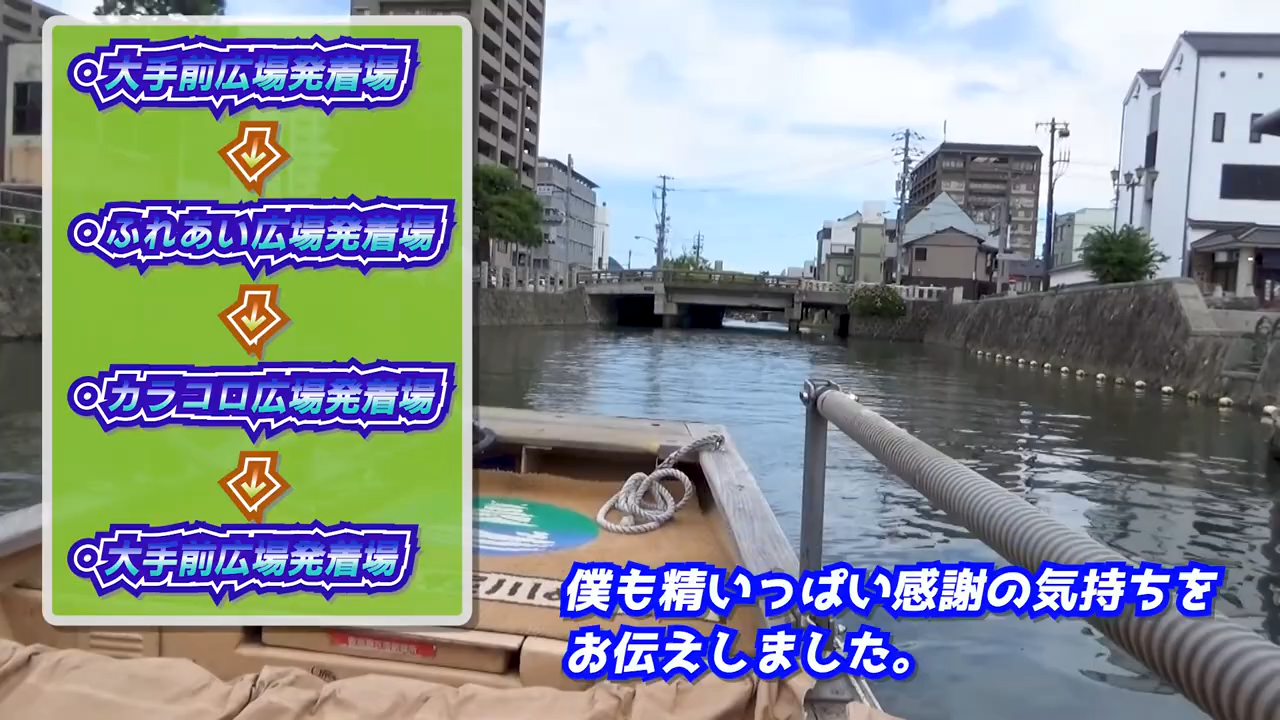 大手前広場発着場
ふれあい広場発着場
カラコロ広場発着場
大手前広場発着場
僕も精いっぱい感謝の気持ちを
お伝えしました。